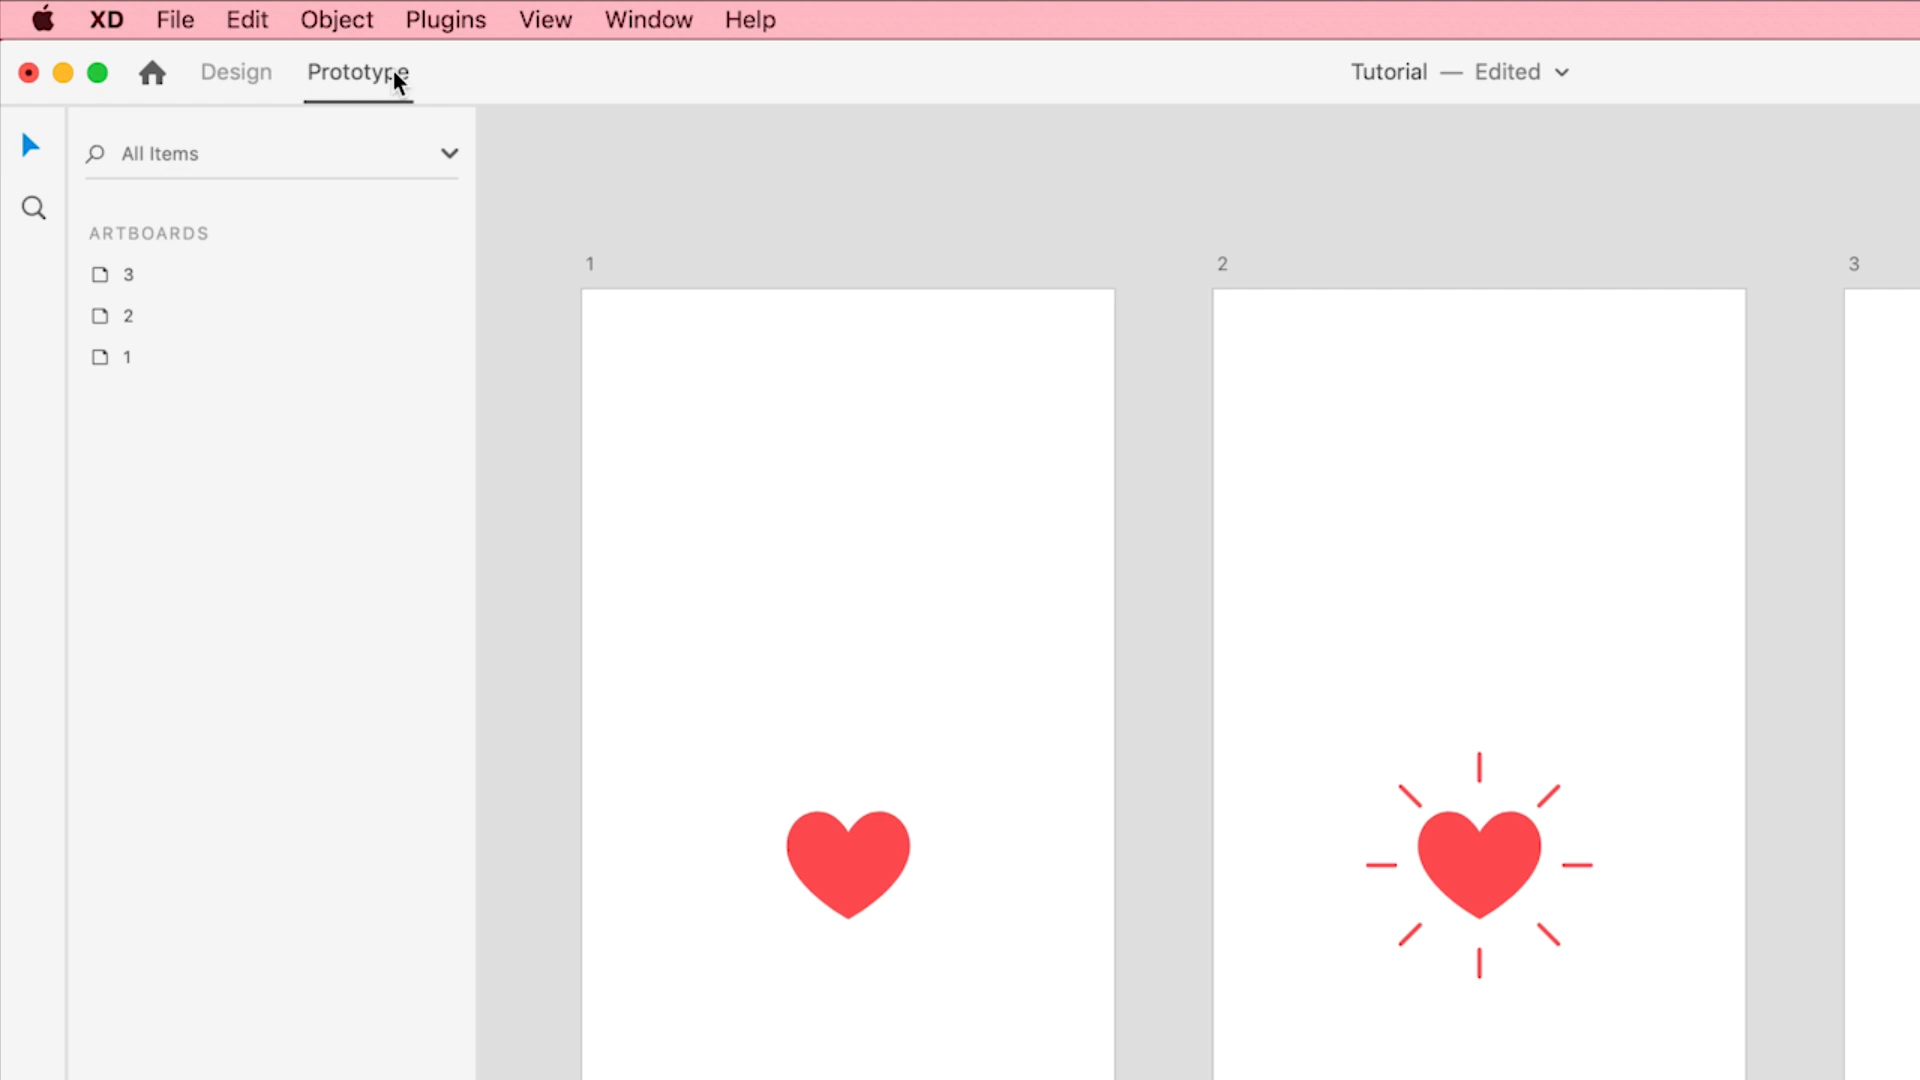 XD File Edit Object Plugins View Window Help
Design Prototype Tutorial — Edited
All Items
ARTBOARDS
3
2
1
1 2 3